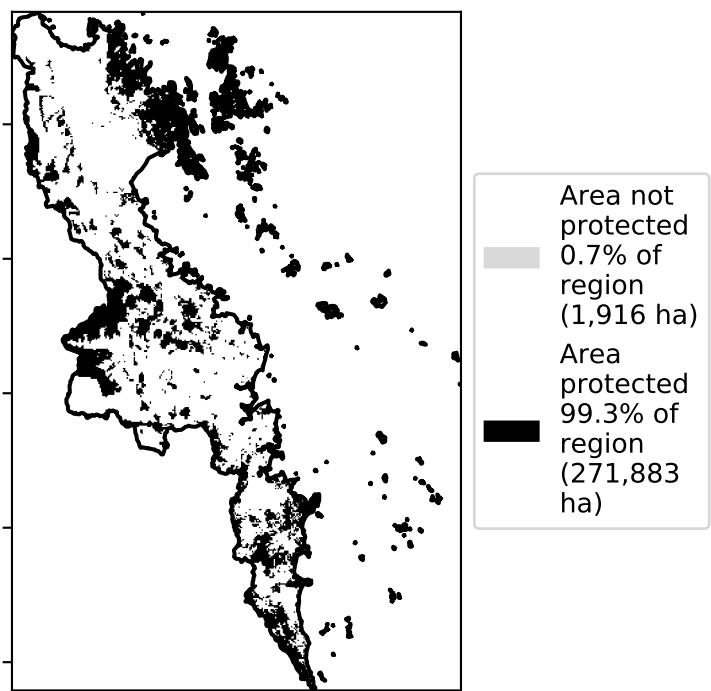 Area not
protected
0.7% of
region
(1,916 ha)
Area
protected
99.3% of
region
(271,883
ha)